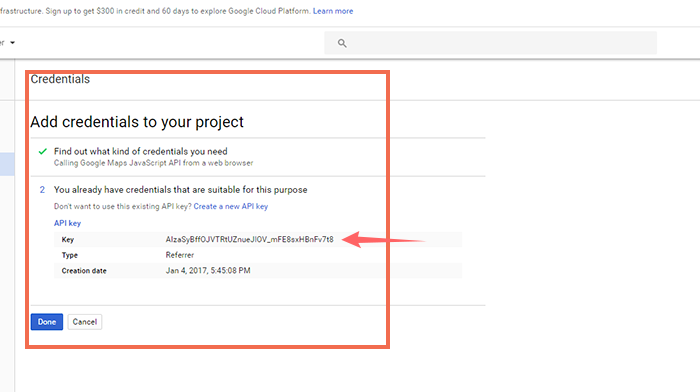 frastructure. Sign up to get $300 in credit and 60 days to explore Google Cloud Platform. Learn more
er
Credentials
Add credentials to your project
Find out what kind of credentials you need
Calling Google Maps JavaScript API from a web browser
2 You already have credentials that are suitable for this purpose
Don't want to use this existing API key? Create a new API key
API key
Key
Type Referrer
Creation date Jan 4, 2017, 5:45:08 PM
Done Cancel